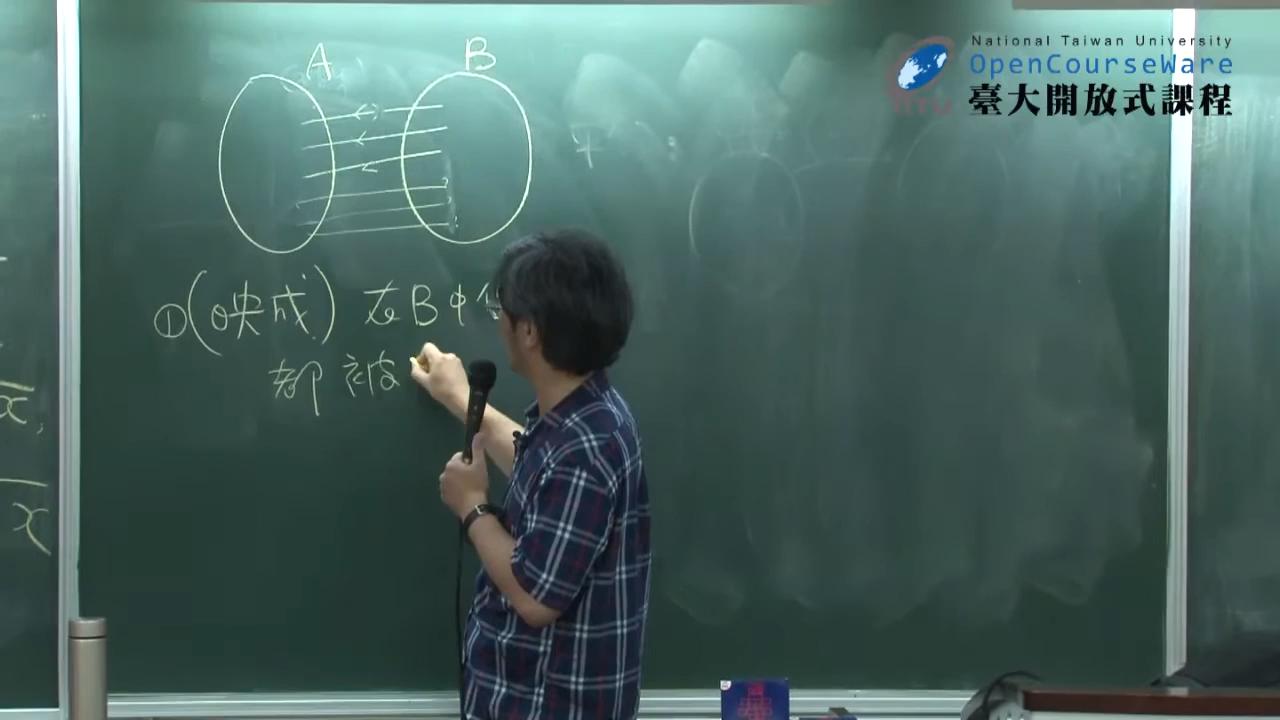 National Taiwan University
OpenCourseWare
臺大開放式課程
A B
①(映成) 在B中
都 被
x,
x